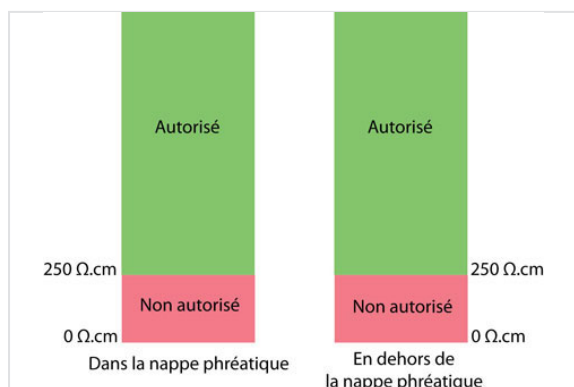 Autorisé
Autorisé
250 Ω.cm
250 Ω.cm
Non autorisé
Non autorisé
0 Ω.cm
0 Ω.cm
Dans la nappe phréatique
En dehors de
la nappe phréatique